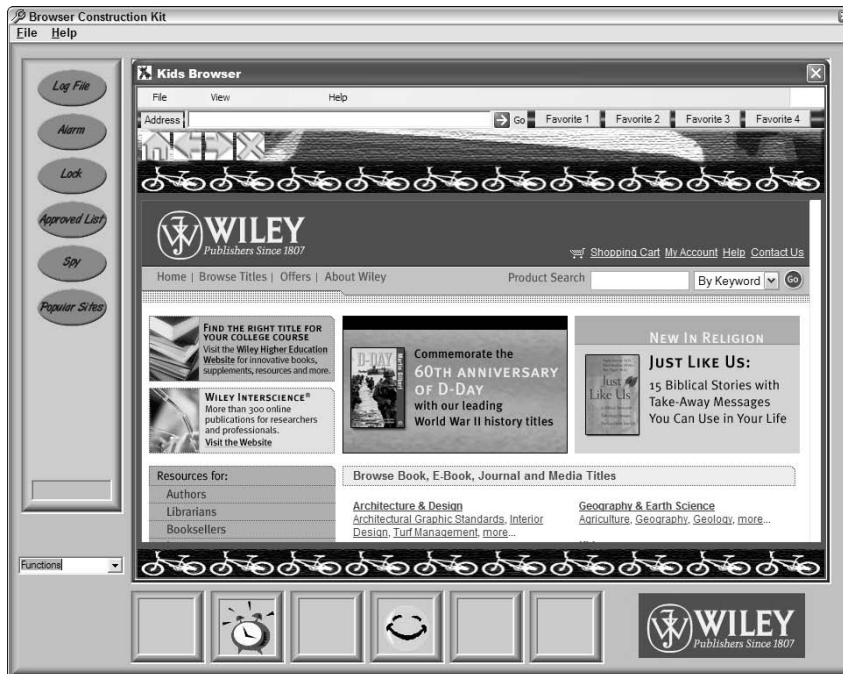 Browser Construction Kit
File Help
Log File
Alarm
Lock
Approved List
Spy
Popular Sites
Functions
Kids Browser
File View Help
Address Go Favorite 1 Favorite 2 Favorite 3 Favorite 4
WILEY
Publishers Since 1807
Shopping Cart My Account Help Contact Us
Home | Browse Titles | Offers | About Wiley Product Search By Keyword Go
FIND THE RIGHT TITLE FOR
YOUR COLLEGE COURSE
Visit the Wiley Higher Education
Website for innovative books,
supplements, resources and more.
WILEY INTERSCIENCE®
More than 300 online
publications for researchers
and professionals.
Visit the Website
D-DAY
Martin Gilbert
Commemorate the
60TH ANNIVERSARY
OF D-DAY
with our leading
World War II history titles
NEW IN RELIGION
Just
Like Us
JUST LIKE US:
15 Biblical Stories with
Take-Away Messages
You Can Use in Your Life
Resources for:
Authors
Librarians
Booksellers
Browse Book, E-Book, Journal and Media Titles
Architecture & Design
Architectural Graphic Standards, Interior
Design, Turf Management, more...
Geography & Earth Science
Agriculture, Geography, Geology, more...
WILEY
Publishers Since 1807